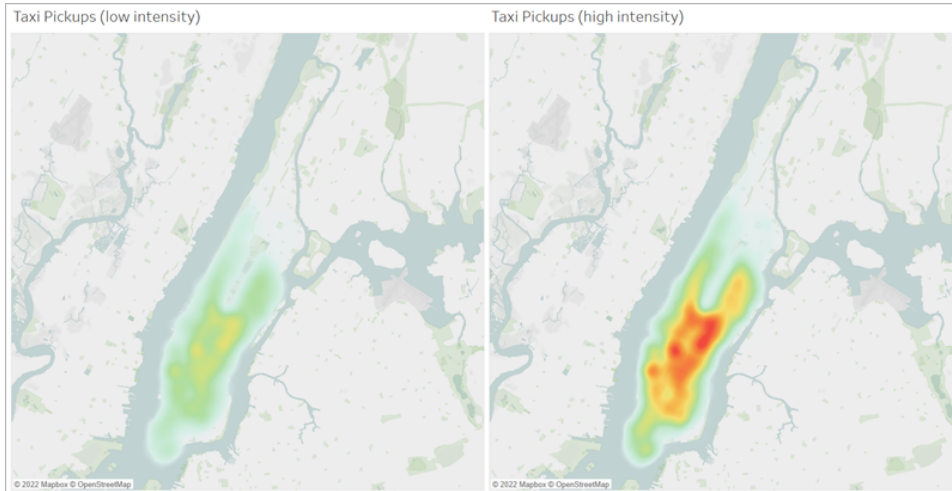 Taxi Pickups (low intensity)
Taxi Pickups (high intensity)
© 2022 Mapbox © OpenStreetMap
© 2022 Mapbox © OpenStreetMap